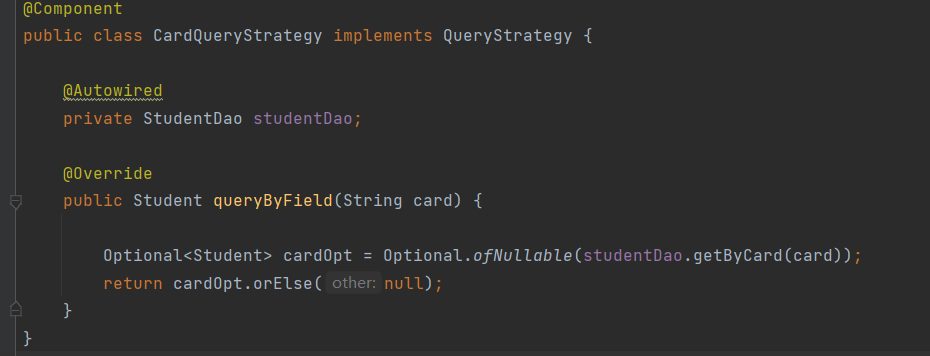 @Component
public class CardQueryStrategy implements QueryStrategy {
@Autowired
private StudentDao studentDao;
@Override
public Student queryByField(String card) {
Optional<Student> cardOpt = Optional.ofNullable(studentDao.getByCard(card));
return cardOpt.orElse( other: null);
}
}